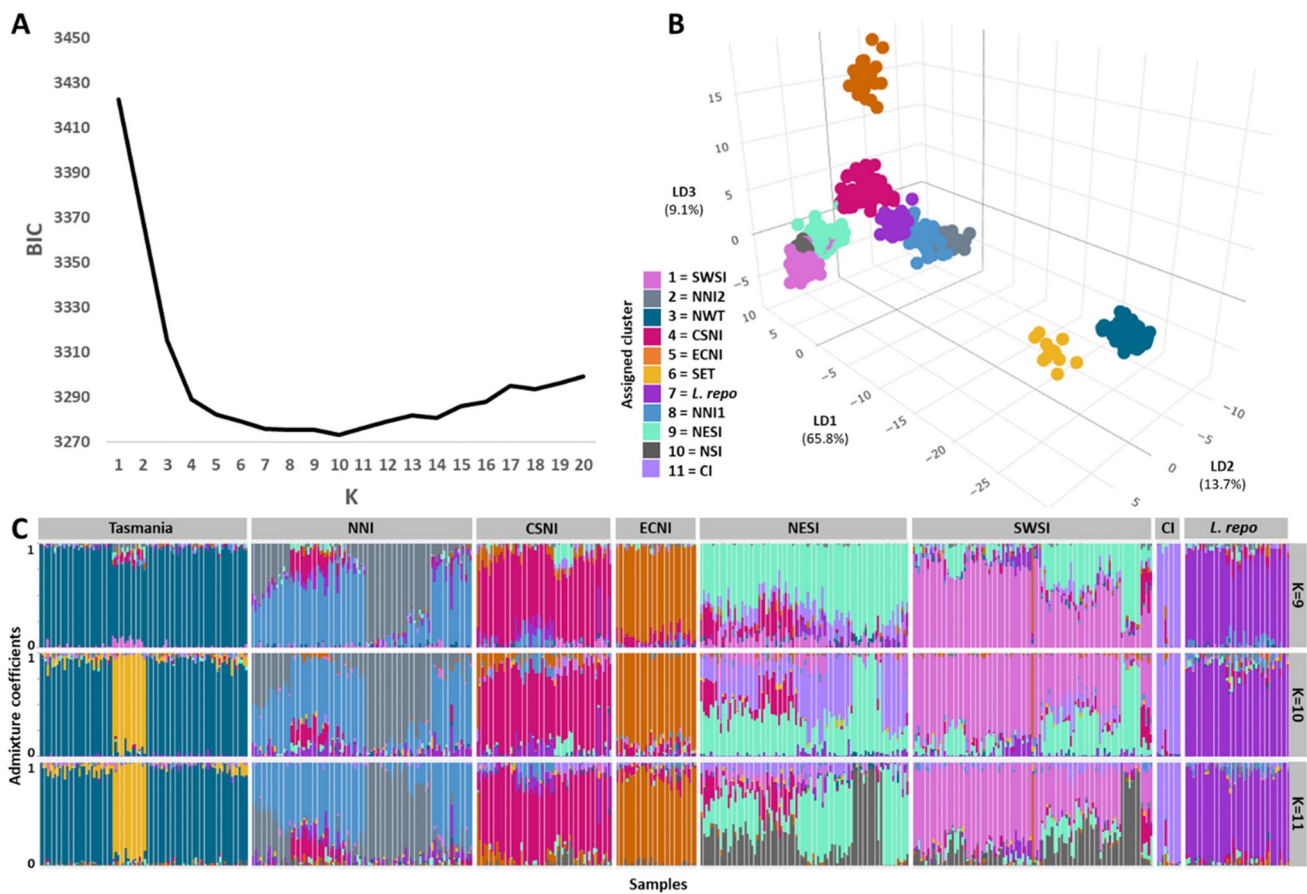 A
BIC
3450
3430
3410
3390
3370
3350
3330
3310
3290
3270
1 2 3 4 5 6 7 8 9 10 11 12 13 14 15 16 17 18 19 20
K
B
15
10
5
0
−5
LD3
(9.1%)
10
5
0
−5
−10
−15
−20
−25
LD1
(65.8%)
−10
−5
0
5
LD2
(13.7%)
Assigned cluster
1 = SWSI
2 = NNI2
3 = NWT
4 = CSNI
5 = ECNI
6 = SET
7 = L. repo
8 = NNI1
9 = NESI
10 = NSI
11 = CI
C
Tasmania NNI CSNI ECNI NESI SWSI CI L. repo
Admixture coefficients
1
0
K=9
1
0
K=10
1
0
K=11
Samples